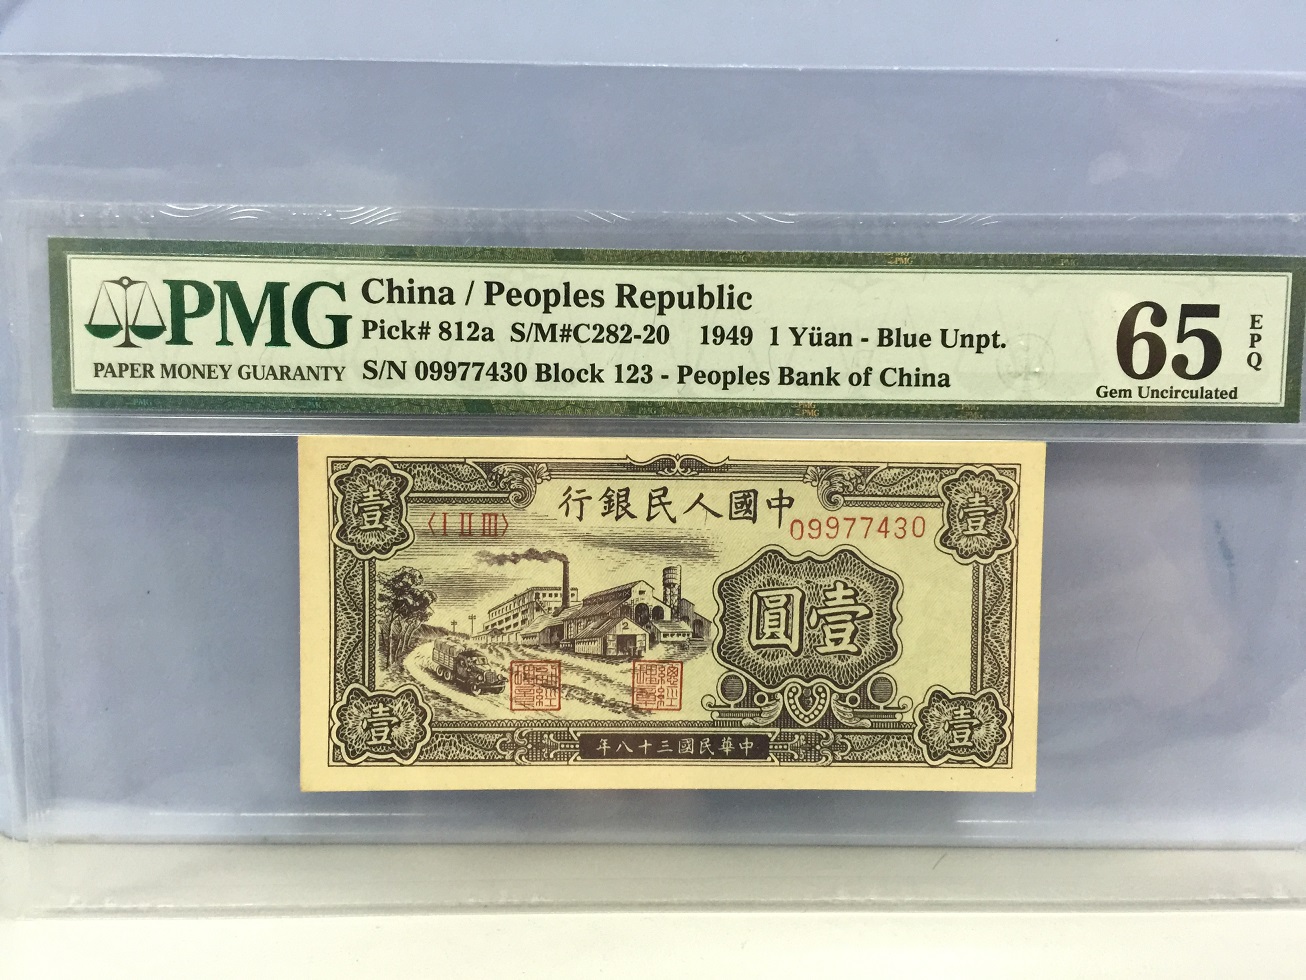 PMG
PAPER MONEY GUARANTY
China / Peoples Republic
Pick# 812a S/M#C282-20 1949 1 Yüan - Blue Unpt.
S/N 09977430 Block 123 - Peoples Bank of China
65
EPQ
Gem Uncirculated
行銀民人國中
〈I II III〉
09977430
壹
壹
圓壹
2
壹
壹
年八十三國民華中